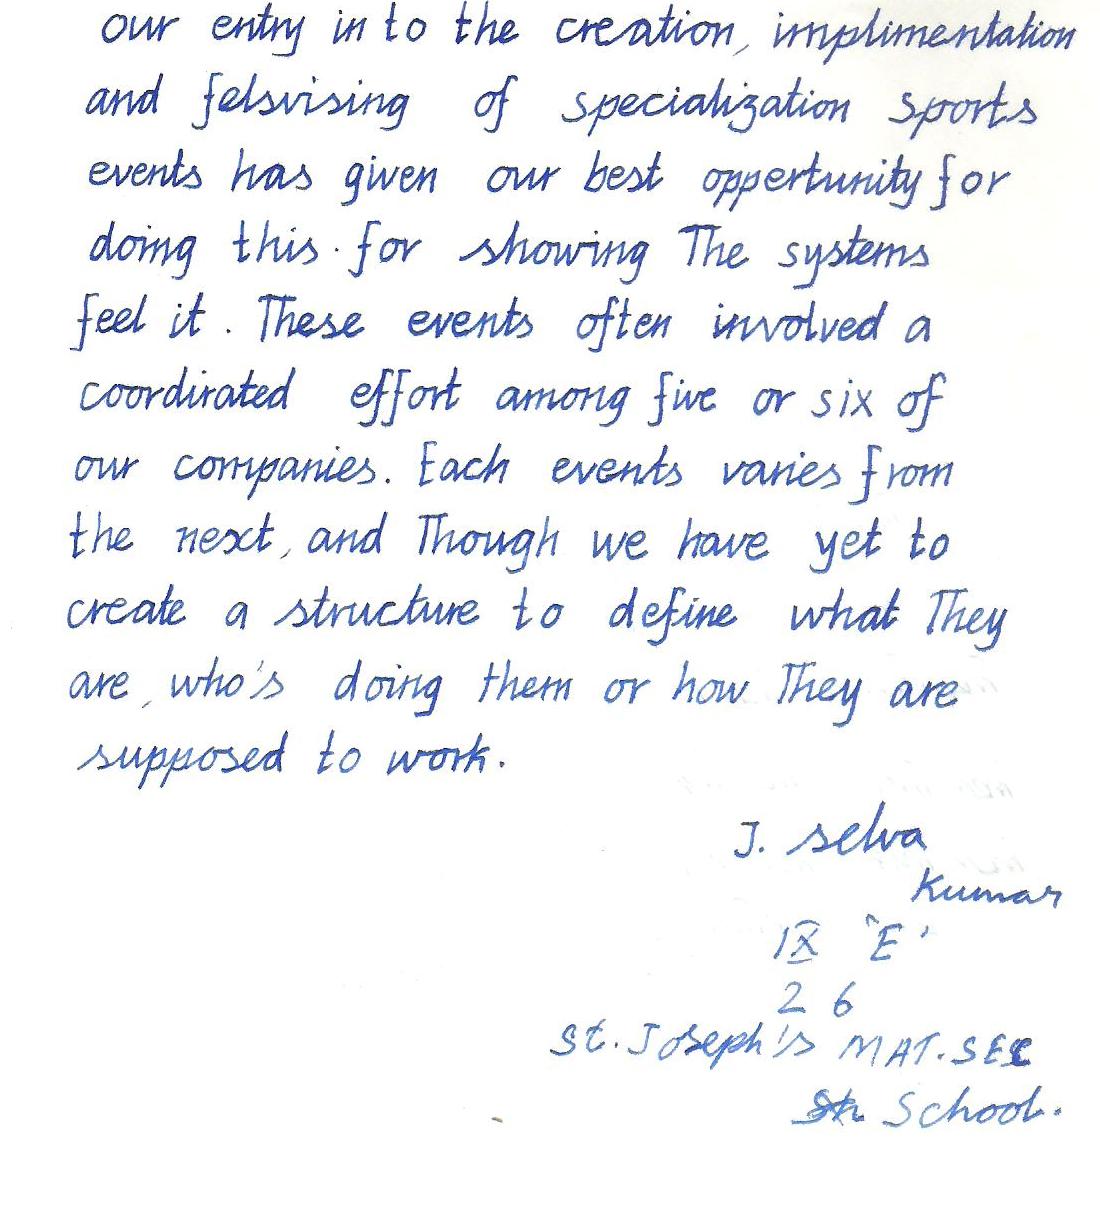 our entry in to the creation, implimentation
and felsvising of specialization sports
events has given our best oppertunity for
doing this. for showing The systems
feel it. These events often involved a
coordirated effort among five or six of
our companies. Each events varies from
the next, and Though we have yet to
create a structure to define what They
are, who's doing them or how They are
supposed to work.
J. selva
Kumar
IX 'E'
26
St. Joseph's MAT. SEC
School.